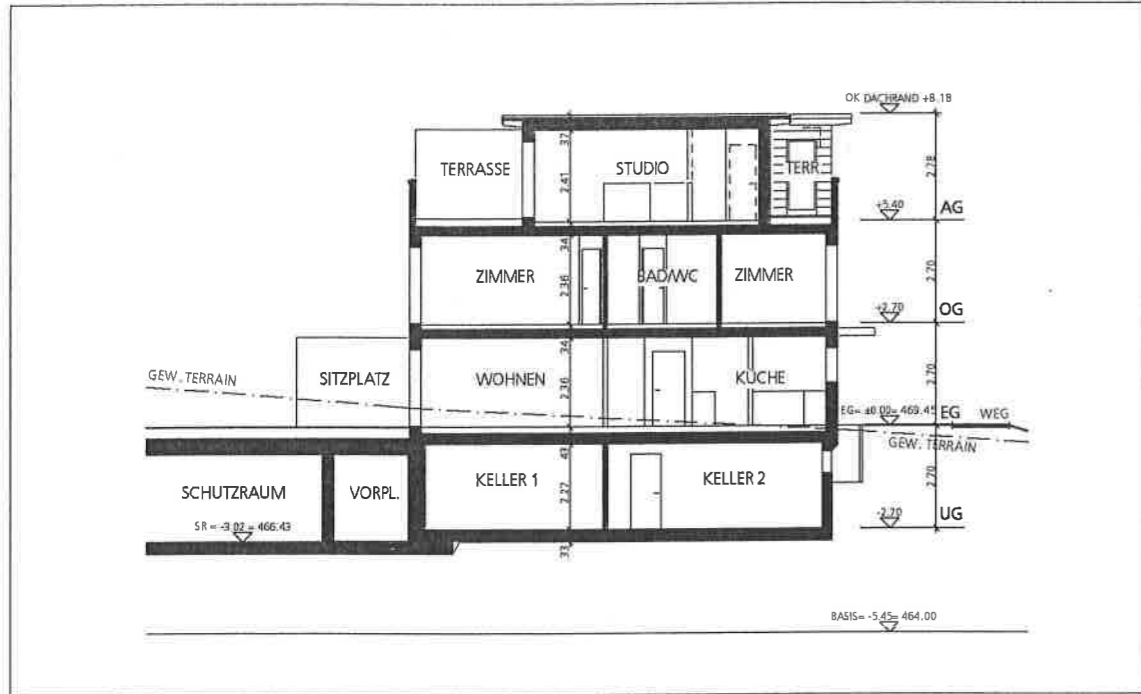 OK DACHRAND +8.18
TERRASSE
37
2.41
STUDIO
TERR.
2.78
+5.40
AG
ZIMMER
34
2.36
BAD/WC
ZIMMER
2.70
+2.70
OG
GEW. TERRAIN
SITZPLATZ
WOHNEN
34
2.36
KÜCHE
2.70
EG= ±0.00= 469.45
EG
WEG
GEW. TERRAIN
SCHUTZRAUM
VORPL.
KELLER 1
43
2.27
KELLER 2
2.70
SR = -3.02 = 466.43
-2.70
UG
33
BASIS= -5.45= 464.00